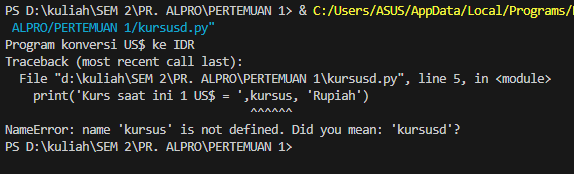 PS D:\kuliah\SEM 2\PR. ALPRO\PERTEMUAN 1> & C:/Users/ASUS/AppData/Local/Programs/
ALPRO/PERTEMUAN 1/kursusd.py"
Program konversi US$ ke IDR
Traceback (most recent call last):
  File "d:\kuliah\SEM 2\PR. ALPRO\PERTEMUAN 1\kursusd.py", line 5, in <module>
    print('Kurs saat ini 1 US$ = ',kursus, 'Rupiah')
                                   ^^^^^^
NameError: name 'kursus' is not defined. Did you mean: 'kursusd'?
PS D:\kuliah\SEM 2\PR. ALPRO\PERTEMUAN 1>